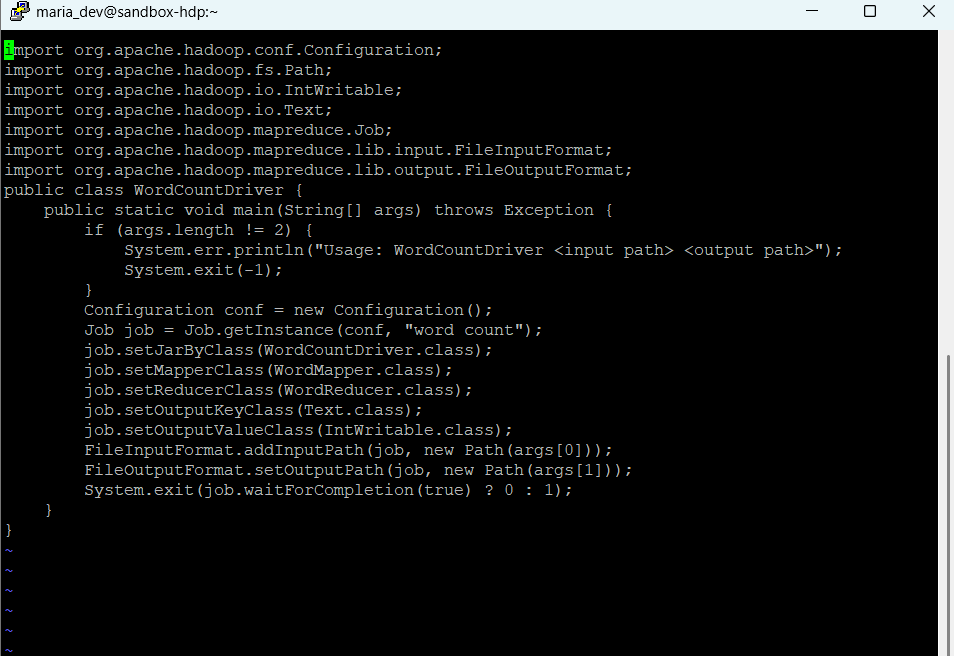 maria_dev@sandbox-hdp:~
import org.apache.hadoop.conf.Configuration;
import org.apache.hadoop.fs.Path;
import org.apache.hadoop.io.IntWritable;
import org.apache.hadoop.io.Text;
import org.apache.hadoop.mapreduce.Job;
import org.apache.hadoop.mapreduce.lib.input.FileInputFormat;
import org.apache.hadoop.mapreduce.lib.output.FileOutputFormat;
public class WordCountDriver {
    public static void main(String[] args) throws Exception {
        if (args.length != 2) {
            System.err.println("Usage: WordCountDriver <input path> <output path>");
            System.exit(-1);
        }
        Configuration conf = new Configuration();
        Job job = Job.getInstance(conf, "word count");
        job.setJarByClass(WordCountDriver.class);
        job.setMapperClass(WordMapper.class);
        job.setReducerClass(WordReducer.class);
        job.setOutputKeyClass(Text.class);
        job.setOutputValueClass(IntWritable.class);
        FileInputFormat.addInputPath(job, new Path(args[0]));
        FileOutputFormat.setOutputPath(job, new Path(args[1]));
        System.exit(job.waitForCompletion(true) ? 0 : 1);
    }
}
~
~
~
~
~
~